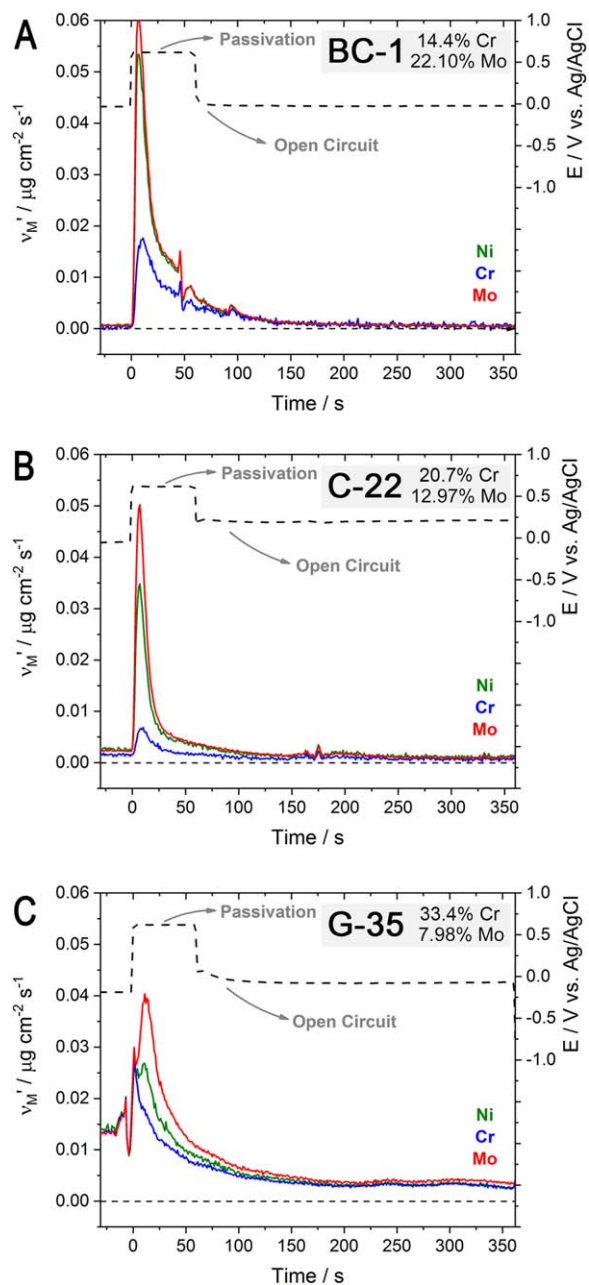 A
Passivation
BC-1
14.4% Cr
22.10% Mo
Open Circuit
Ni
Cr
Mo
0.06
0.05
0.04
0.03
0.02
0.01
0.00
νM' / µg cm-2 s-1
1.0
0.5
0.0
-0.5
-1.0
E / V vs. Ag/AgCl
0 50 100 150 200 250 300 350
Time / s
B
Passivation
C-22
20.7% Cr
12.97% Mo
Open Circuit
Ni
Cr
Mo
0.06
0.05
0.04
0.03
0.02
0.01
0.00
νM' / µg cm-2 s-1
1.0
0.5
0.0
-0.5
-1.0
E / V vs. Ag/AgCl
0 50 100 150 200 250 300 350
Time / s
C
Passivation
G-35
33.4% Cr
7.98% Mo
Open Circuit
Ni
Cr
Mo
0.06
0.05
0.04
0.03
0.02
0.01
0.00
νM' / µg cm-2 s-1
1.0
0.5
0.0
-0.5
-1.0
E / V vs. Ag/AgCl
0 50 100 150 200 250 300 350
Time / s